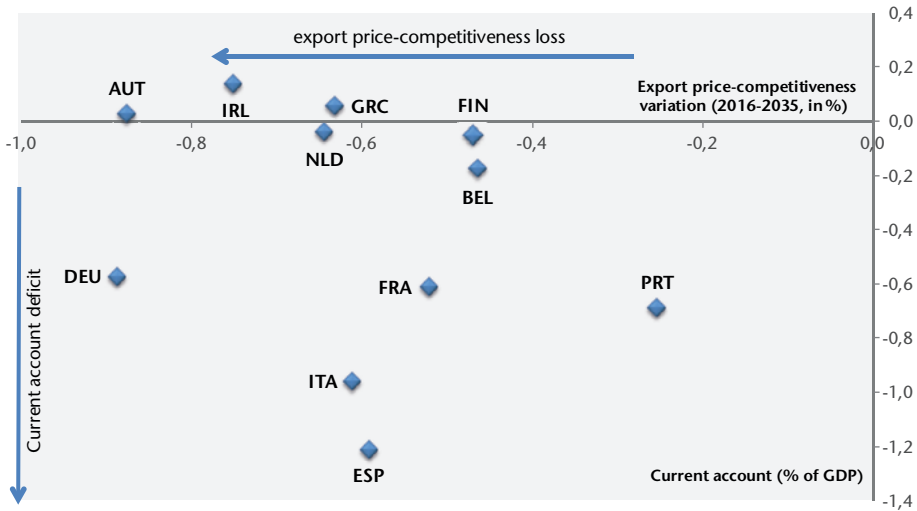 0,4
export price-competitiveness loss
0,2
AUT
Export price-competitiveness
variation (2016-2035, in %)
IRL
GRC
FIN
0,0
-1,0
-0,8
-0,6
-0,4
-0,2
0,0
NLD
-0,2
BEL
-0,4
DEU
FRA
PRT
-0,6
-0,8
Current account deficit
ITA
-1,0
-1,2
ESP
Current account (% of GDP)
-1,4